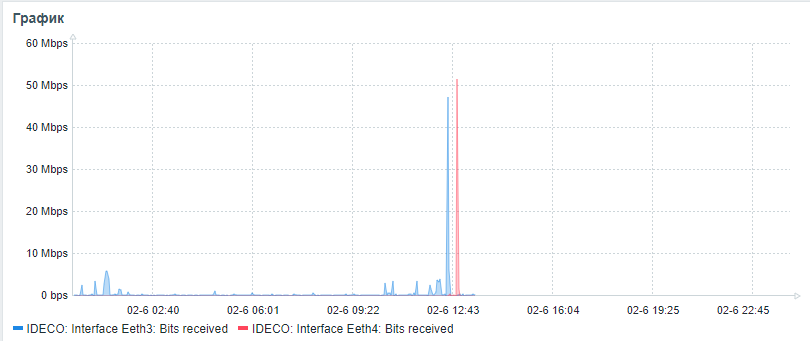 График
60 Mbps
50 Mbps
40 Mbps
30 Mbps
20 Mbps
10 Mbps
0 bps
02-6 02:40 02-6 06:01 02-6 09:22 02-6 12:43 02-6 16:04 02-6 19:25 02-6 22:45
IDECO: Interface Eeth3: Bits received IDECO: Interface Eeth4: Bits received